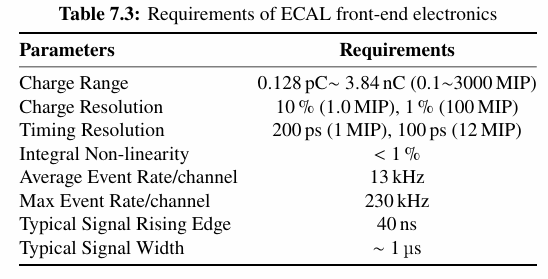 Table 7.3: Requirements of ECAL front-end electronics
Parameters Requirements
Charge Range 0.128 pC∼ 3.84 nC (0.1∼3000 MIP)
Charge Resolution 10 % (1.0 MIP), 1 % (100 MIP)
Timing Resolution 200 ps (1 MIP), 100 ps (12 MIP)
Integral Non-linearity < 1 %
Average Event Rate/channel 13 kHz
Max Event Rate/channel 230 kHz
Typical Signal Rising Edge 40 ns
Typical Signal Width ∼ 1 µs